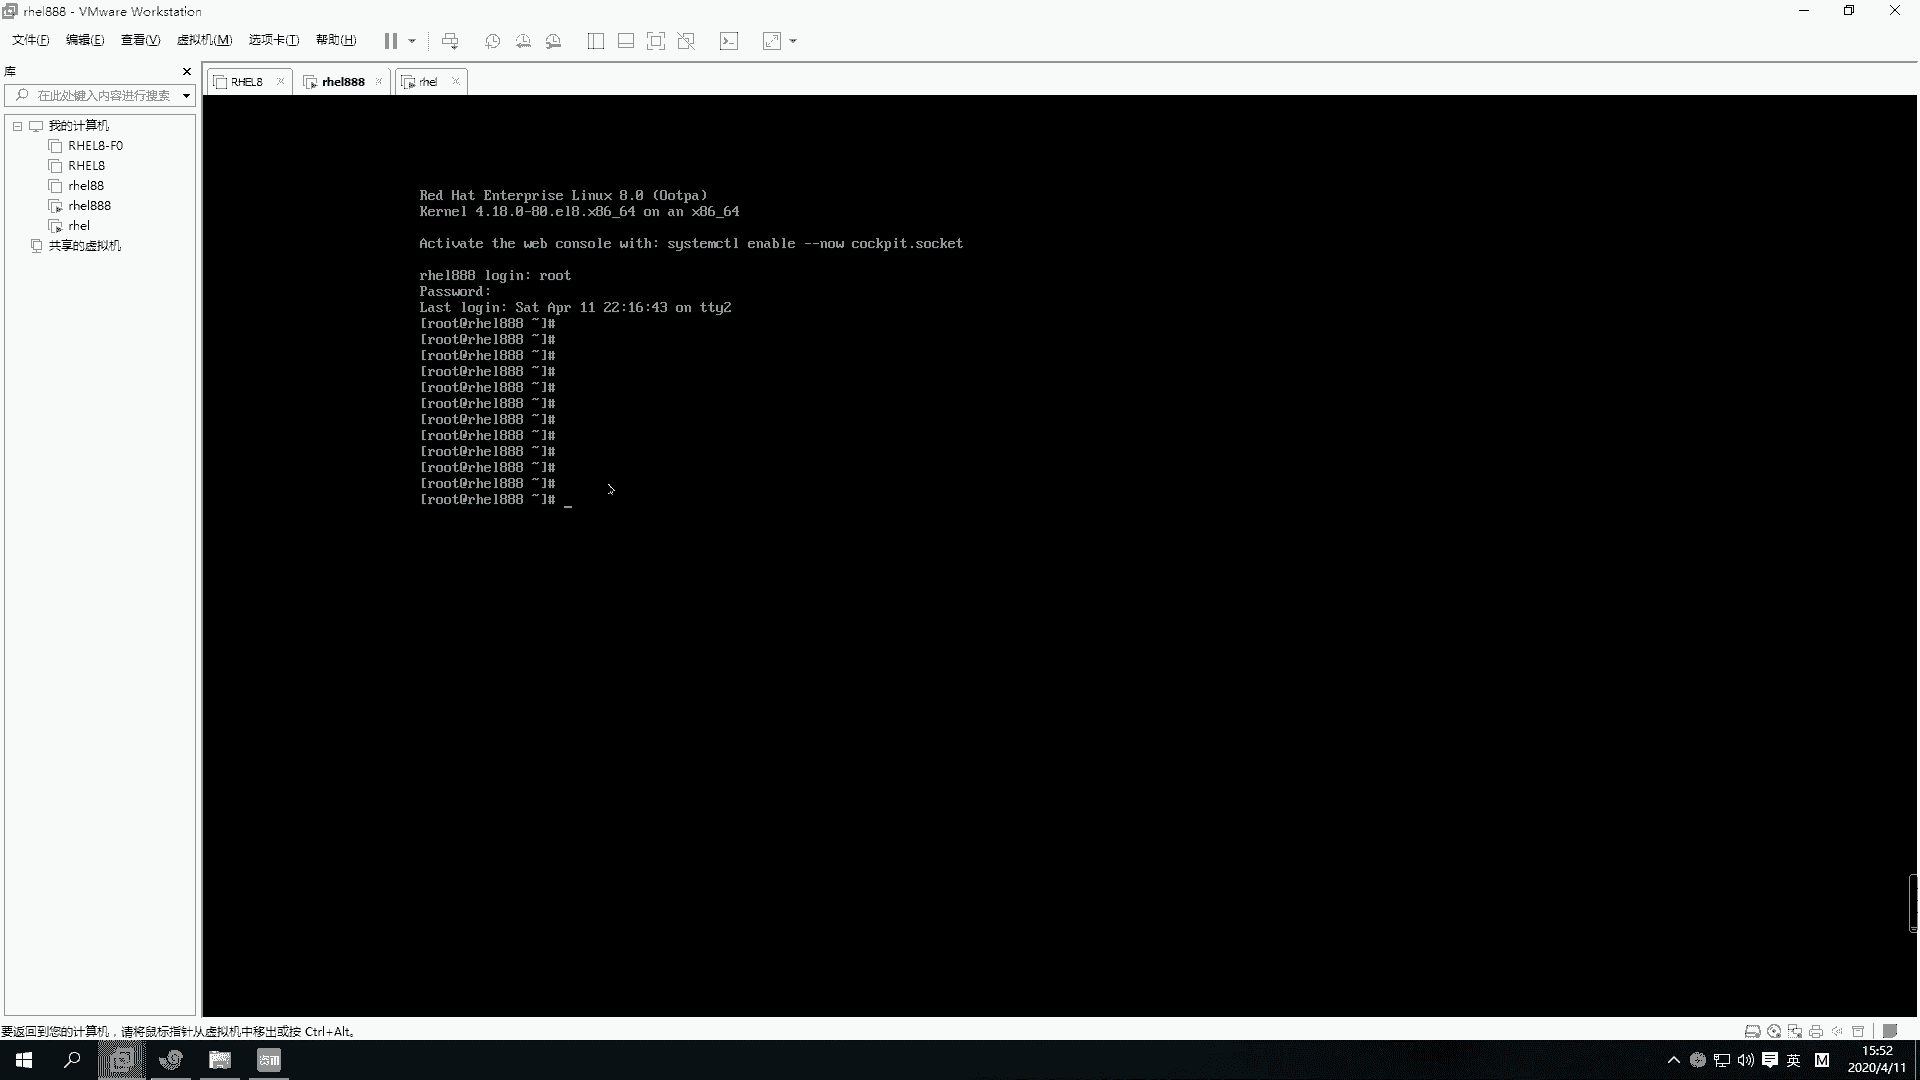 rhel888 - VMware Workstation
文件(F) 编辑(E) 查看(V) 虚拟机(M) 选项卡(T) 帮助(H)
库
在此处键入内容进行搜索
我的计算机
RHEL8-F0
RHEL8
rhel88
rhel888
rhel
共享的虚拟机
RHEL8 rhel888 rhel
Red Hat Enterprise Linux 8.0 (Ootpa)
Kernel 4.18.0-80.el8.x86_64 on an x86_64
Activate the web console with: systemctl enable --now cockpit.socket
rhel888 login: root
Password:
Last login: Sat Apr 11 22:16:43 on tty2
[root@rhel888 ~]#
[root@rhel888 ~]#
[root@rhel888 ~]#
[root@rhel888 ~]#
[root@rhel888 ~]#
[root@rhel888 ~]#
[root@rhel888 ~]#
[root@rhel888 ~]#
[root@rhel888 ~]#
[root@rhel888 ~]#
[root@rhel888 ~]#
[root@rhel888 ~]# _
要返回到您的计算机，请将鼠标指针从虚拟机中移出或按 Ctrl+Alt。
英 M
15:52
2020/4/11